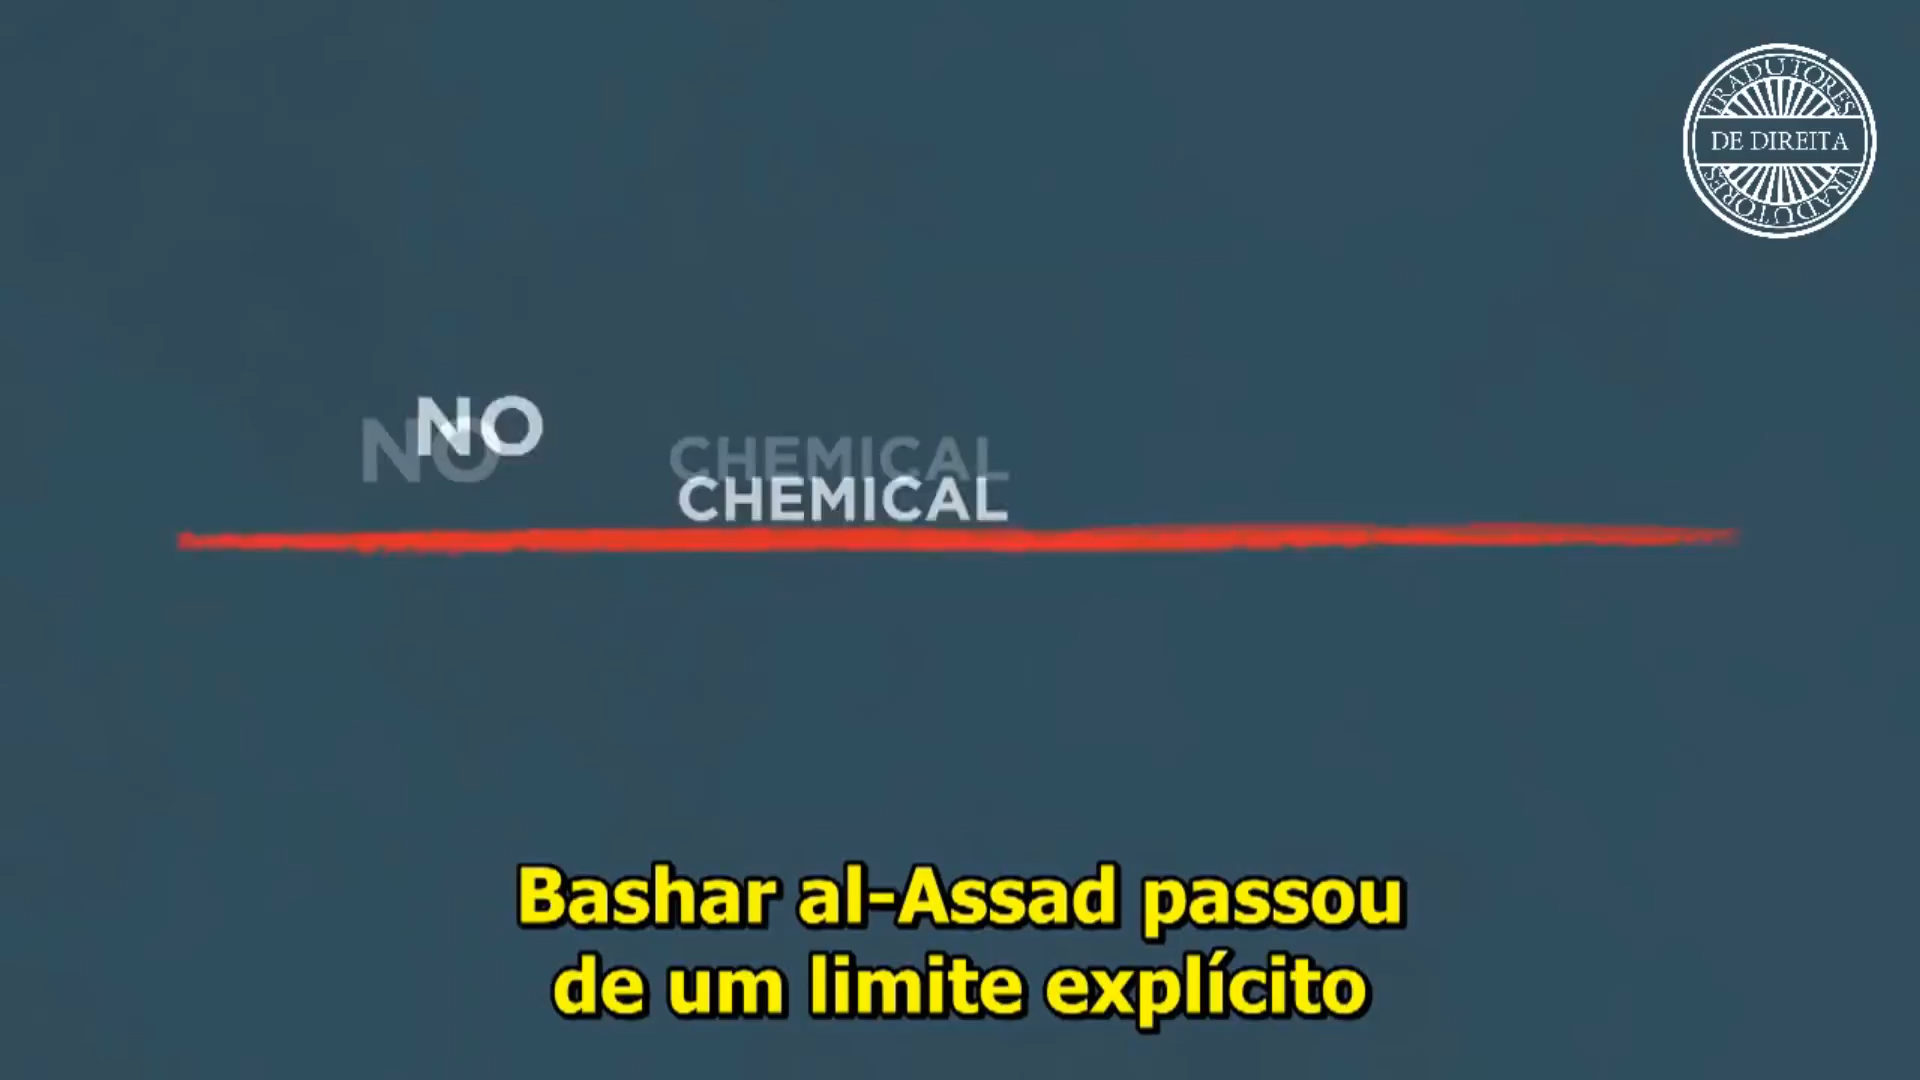 TRADUTORES
DE DIREITA
TRADUTORES
NO
NO
CHEMICAL
CHEMICAL
Bashar al-Assad passou
de um limite explícito